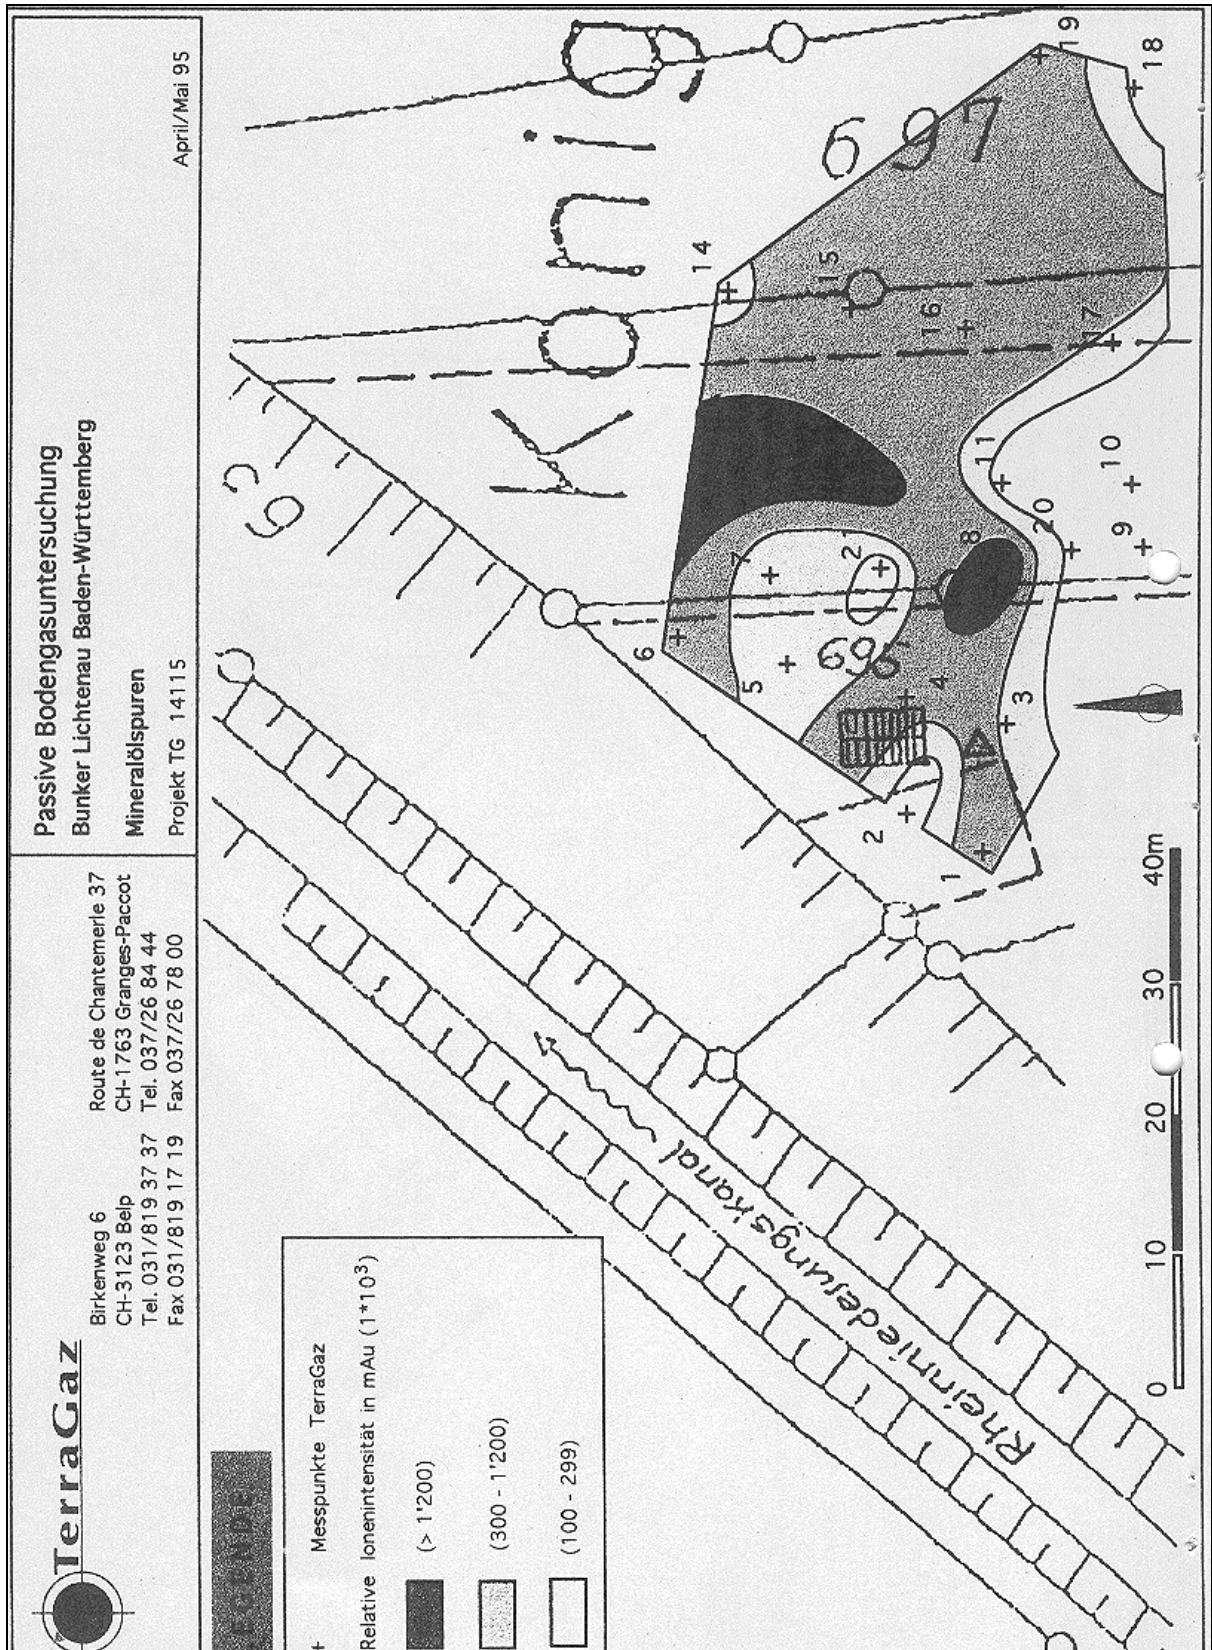 TerraGaz
Birkenweg 6
CH-3123 Belp
Tel. 031/819 37 37
Fax 031/819 17 19
Route de Chantemerle 37
CH-1763 Granges-Paccot
Tel. 037/26 84 44
Fax 037/26 78 00
Passive Bodengasuntersuchung
Bunker Lichtenau Baden-Württemberg
Mineralölspuren
Projekt TG 14115
April/Mai 95
EGENDE
+ Messpunkte TerraGaz
Relative Ionenintensität in mAu (1*10³)
(> 1'200)
(300 - 1'200)
(100 - 299)
Rheinniederungskanal
König
69
697
696
1
2
3
4
5
6
7
8
9
10
11
14
15
16
17
18
19
20
21
0 10 20 30 40m